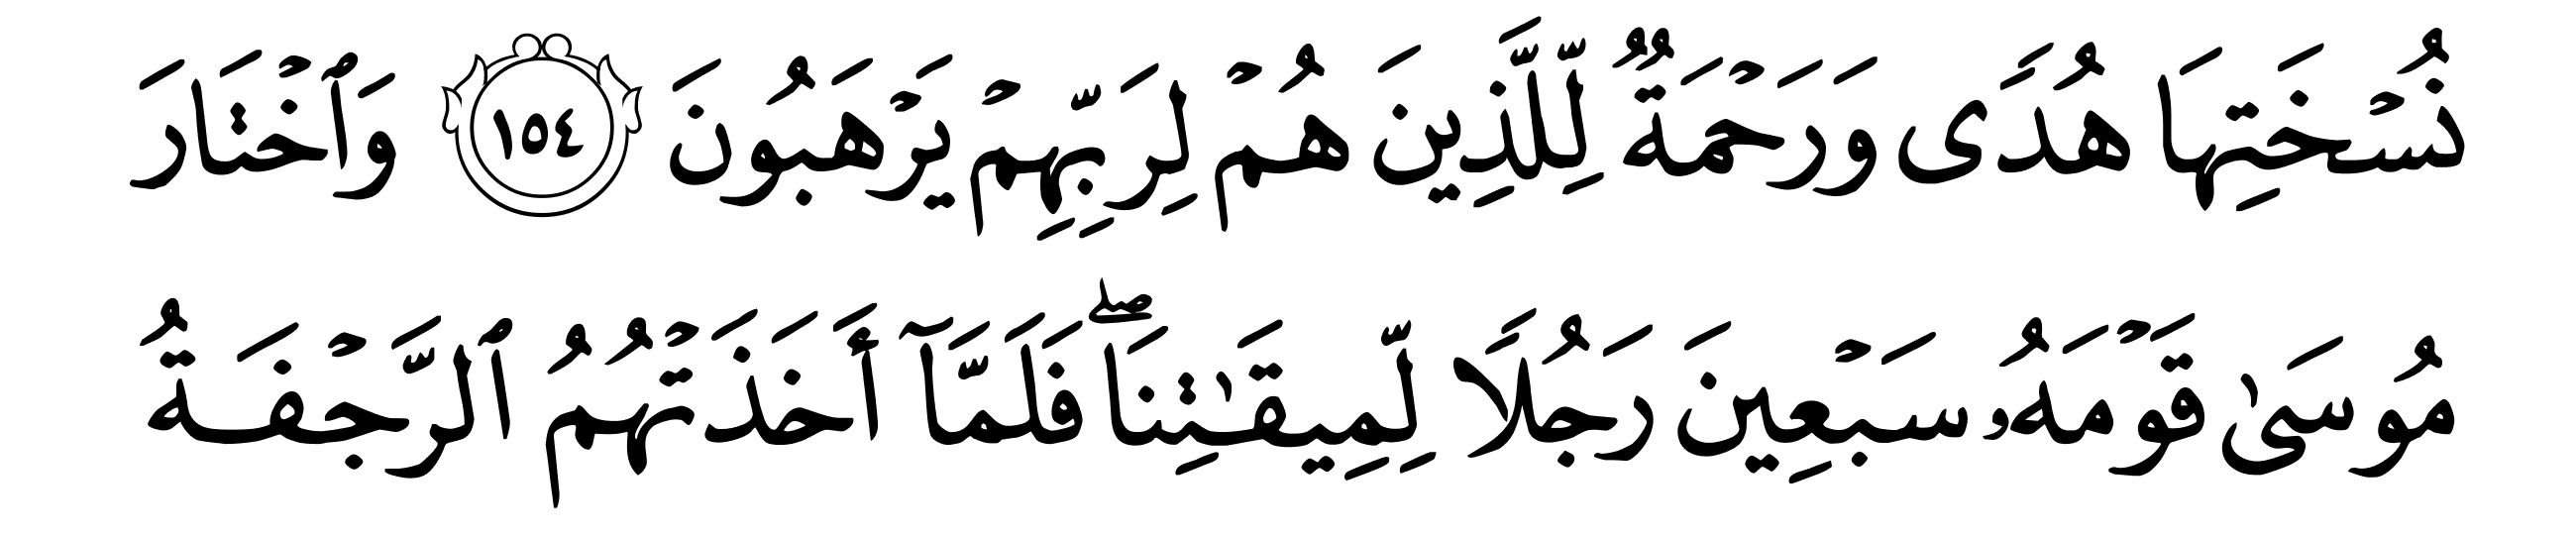 نُسۡخَتِهَا هُدٗى وَرَحۡمَةٞ لِّلَّذِينَ هُمۡ لِرَبِّهِمۡ يَرۡهَبُونَ ١٥٤ وَٱخۡتَارَ
مُوسَىٰ قَوۡمَهُۥ سَبۡعِينَ رَجُلٗا لِّمِيقَٰتِنَاۖ فَلَمَّآ أَخَذَتۡهُمُ ٱلرَّجۡفَةُ